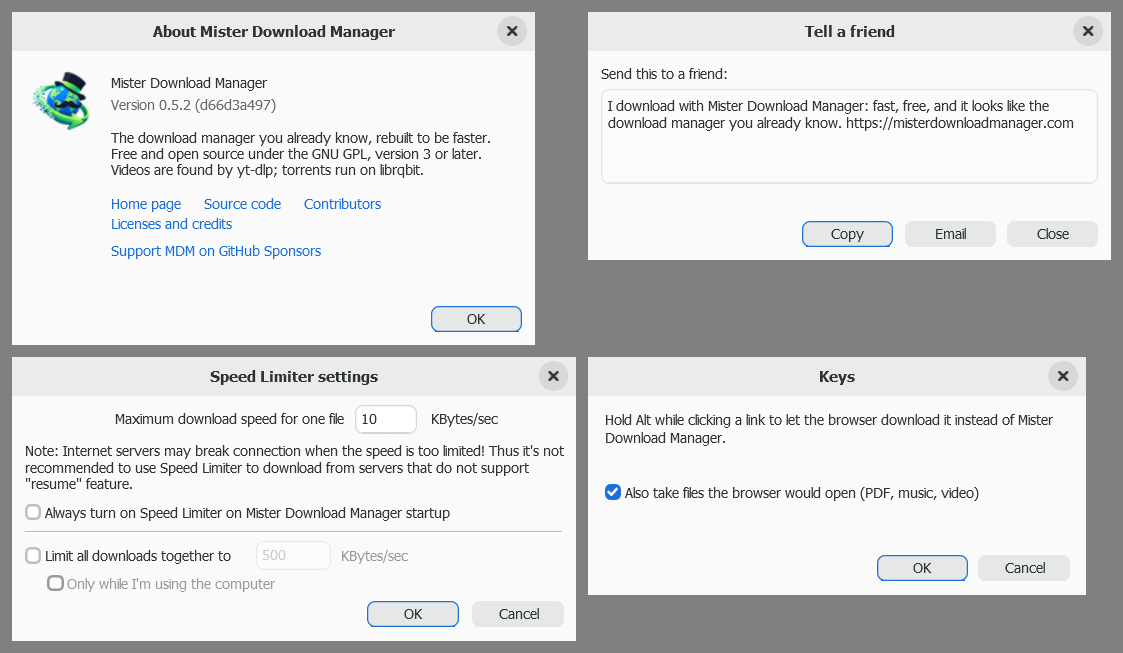 About Mister Download Manager
Mister Download Manager
Version 0.5.2 (d66d3a497)
The download manager you already know, rebuilt to be faster.
Free and open source under the GNU GPL, version 3 or later.
Videos are found by yt-dlp; torrents run on librqbit.
Home page Source code Contributors
Licenses and credits
Support MDM on GitHub Sponsors
OK
Tell a friend
Send this to a friend:
I download with Mister Download Manager: fast, free, and it looks like the
download manager you already know. https://misterdownloadmanager.com
Copy Email Close
Speed Limiter settings
Maximum download speed for one file 10 KBytes/sec
Note: Internet servers may break connection when the speed is too limited! Thus it's not
recommended to use Speed Limiter to download from servers that do not support
"resume" feature.
Always turn on Speed Limiter on Mister Download Manager startup
Limit all downloads together to 500 KBytes/sec
Only while I'm using the computer
OK Cancel
Keys
Hold Alt while clicking a link to let the browser download it instead of Mister
Download Manager.
Also take files the browser would open (PDF, music, video)
OK Cancel